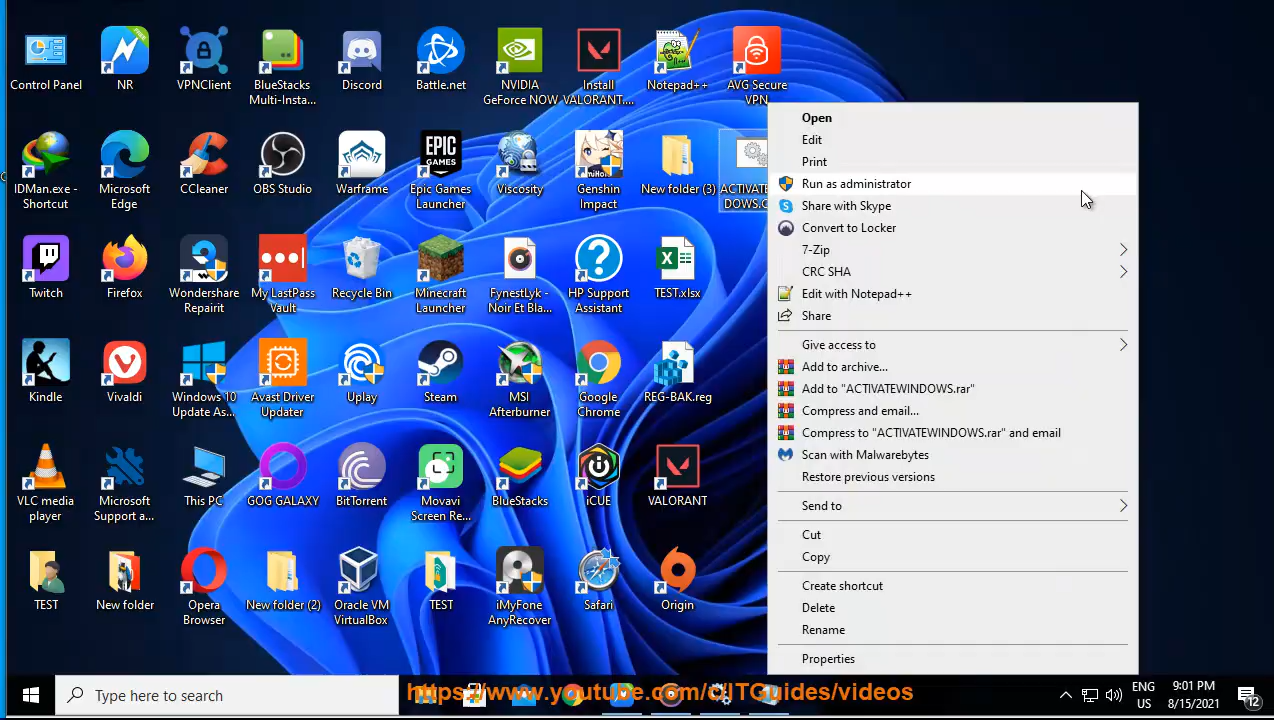 Control Panel
NR
VPNClient
BlueStacks
Multi-Insta...
Discord
Battle.net
NVIDIA
GeForce NOW
Install
VALORANT....
Notepad++
AVG Secure
VPN
IDMan.exe -
Shortcut
Microsoft
Edge
CCleaner
OBS Studio
Warframe
EPIC
GAMES
Epic Games
Launcher
Viscosity
Genshin
Impact
New folder (3)
ACTIVATE
DOWS.C
Twitch
Firefox
Wondershare
Repairit
My LastPass
Vault
Recycle Bin
Minecraft
Launcher
FynestLyk -
Noir Et Bla...
HP Support
Assistant
TEST.xlsx
Kindle
Vivaldi
Windows 10
Update As...
Avast Driver
Updater
Uplay
Steam
MSI
Afterburner
Google
Chrome
REG-BAK.reg
VLC media
player
Microsoft
Support a...
This PC
GOG GALAXY
BitTorrent
Movavi
Screen Re...
BlueStacks
iCUE
VALORANT
TEST
New folder
Opera
Browser
New folder (2)
Oracle VM
VirtualBox
TEST
iMyFone
AnyRecover
Safari
Origin
Open
Edit
Print
Run as administrator
Share with Skype
Convert to Locker
7-Zip
CRC SHA
Edit with Notepad++
Share
Give access to
Add to archive...
Add to "ACTIVATEWINDOWS.rar"
Compress and email...
Compress to "ACTIVATEWINDOWS.rar" and email
Scan with Malwarebytes
Restore previous versions
Send to
Cut
Copy
Create shortcut
Delete
Rename
Properties
Type here to search
https://www.youtube.com/c/ITGuides/videos
ENG
US
9:01 PM
8/15/2021
12